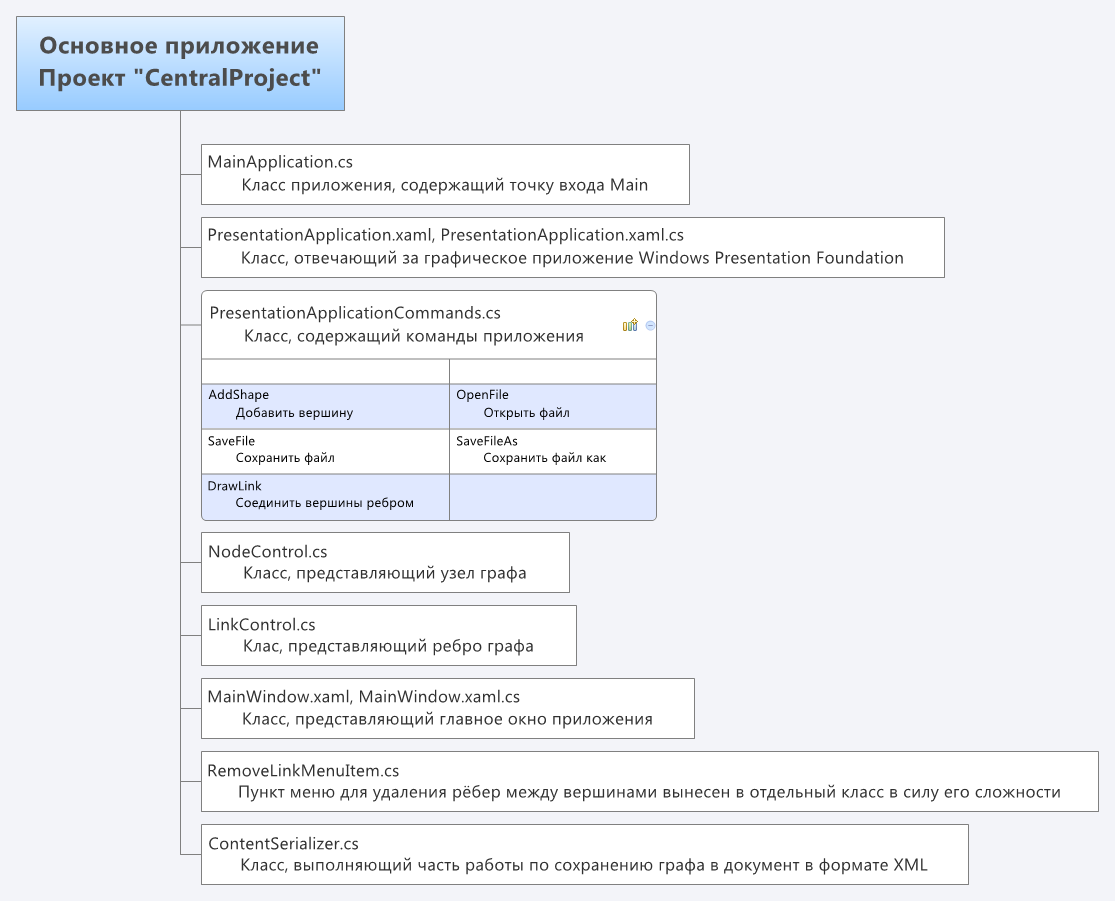 Основное приложение
Проект "CentralProject"
MainApplication.cs
Класс приложения, содержащий точку входа Main
PresentationApplication.xaml, PresentationApplication.xaml.cs
Класс, отвечающий за графическое приложение Windows Presentation Foundation
PresentationApplicationCommands.cs
Класс, содержащий команды приложения
AddShape
Добавить вершину
OpenFile
Открыть файл
SaveFile
Сохранить файл
SaveFileAs
Сохранить файл как
DrawLink
Соединить вершины ребром
NodeControl.cs
Класс, представляющий узел графа
LinkControl.cs
Клас, представляющий ребро графа
MainWindow.xaml, MainWindow.xaml.cs
Класс, представляющий главное окно приложения
RemoveLinkMenuItem.cs
Пункт меню для удаления рёбер между вершинами вынесен в отдельный класс в силу его сложности
ContentSerializer.cs
Класс, выполняющий часть работы по сохранению графа в документ в формате XML